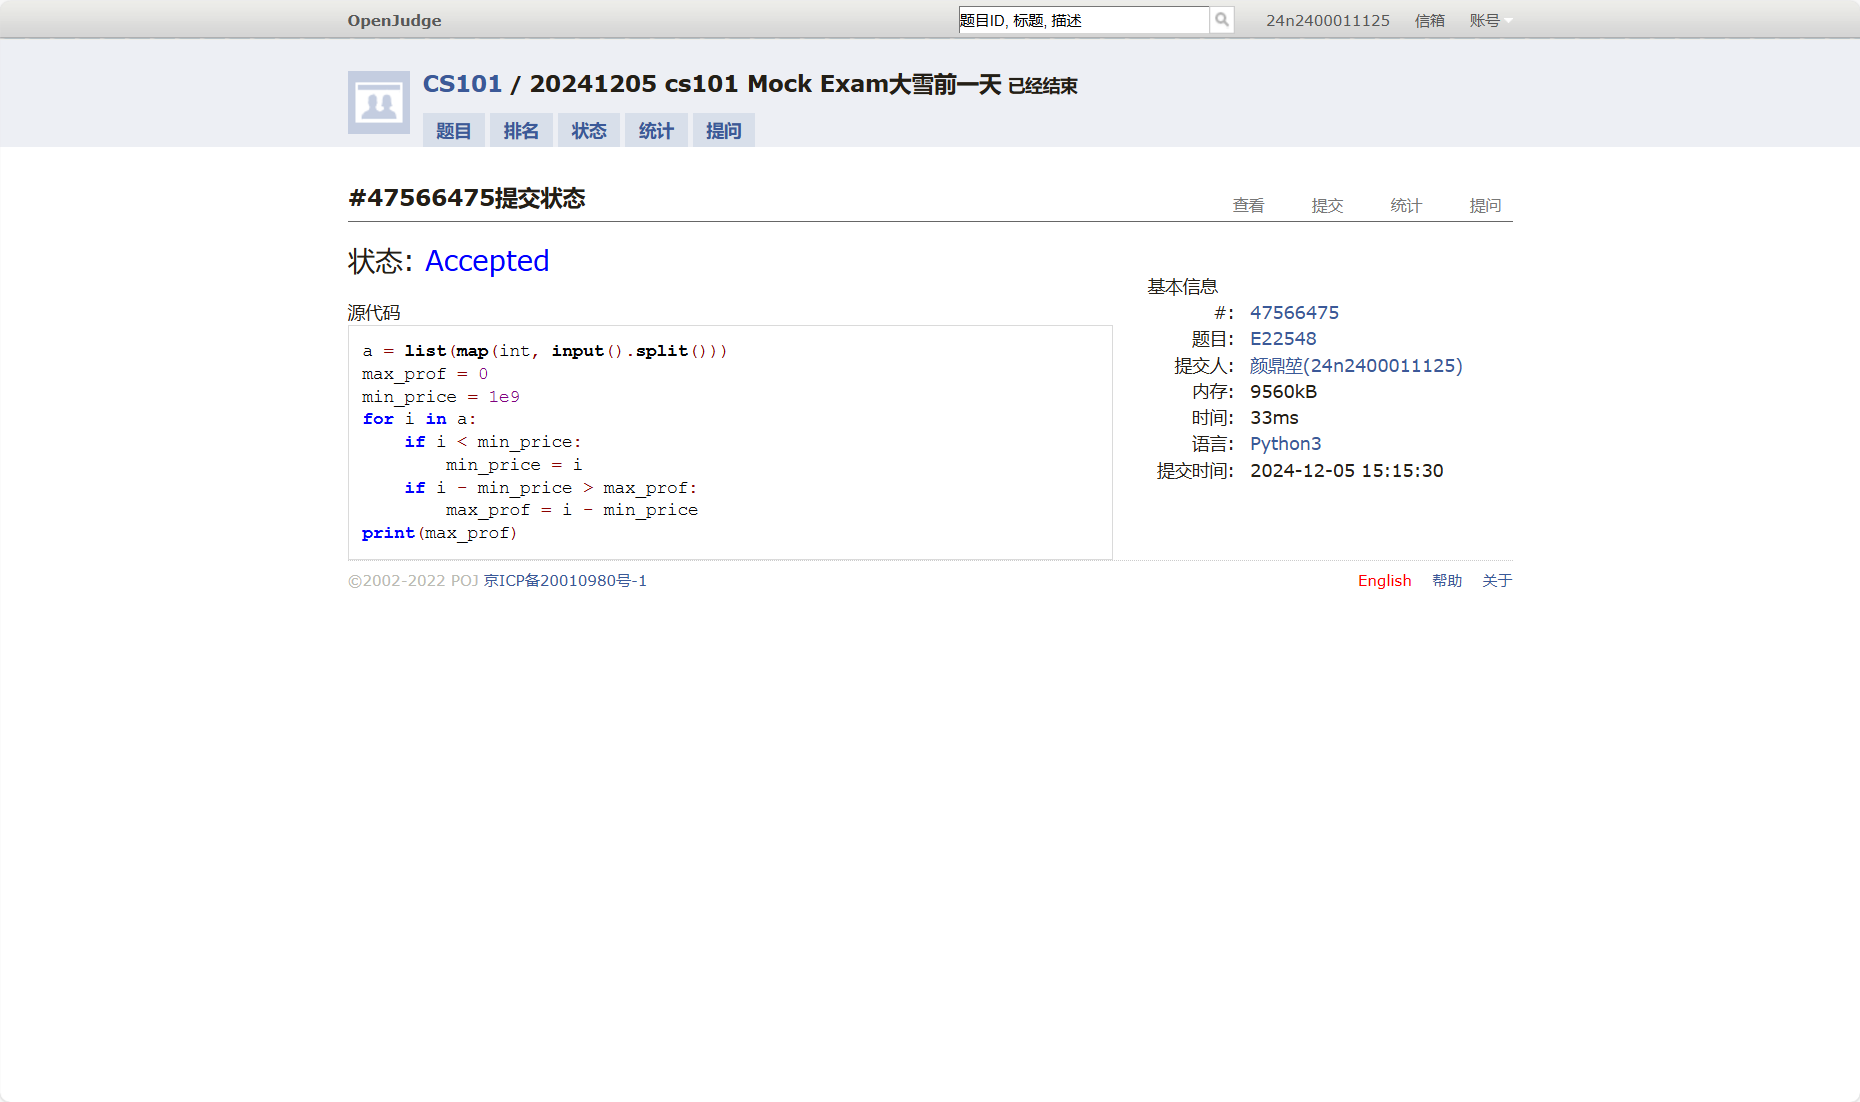 OpenJudge
题目ID, 标题, 描述
24n2400011125 信箱 账号
CS101 / 20241205 cs101 Mock Exam大雪前一天 已经结束
题目 排名 状态 统计 提问
#47566475提交状态
查看 提交 统计 提问
状态: Accepted
源代码
a = list(map(int, input().split()))
max_prof = 0
min_price = 1e9
for i in a:
    if i < min_price:
        min_price = i
    if i - min_price > max_prof:
        max_prof = i - min_price
print(max_prof)
基本信息
#: 47566475
题目: E22548
提交人: 颜鼎堃(24n2400011125)
内存: 9560kB
时间: 33ms
语言: Python3
提交时间: 2024-12-05 15:15:30
©2002-2022 POJ 京ICP备20010980号-1
English 帮助 关于